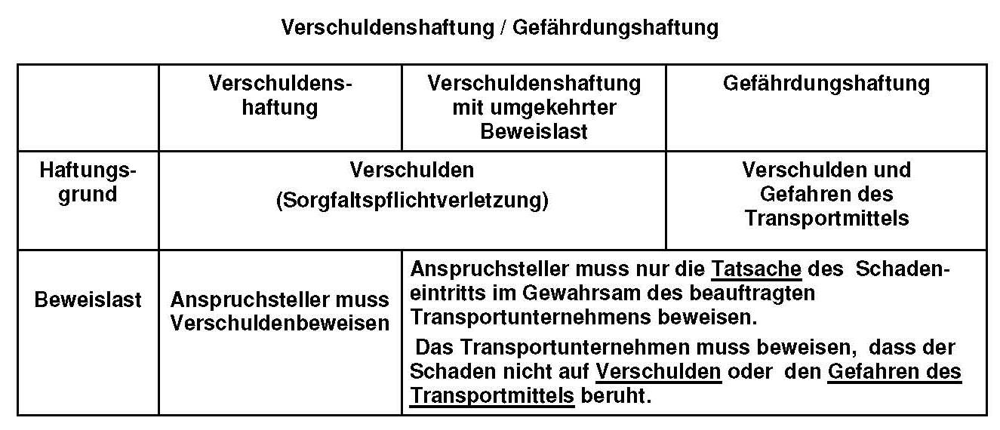 Verschuldenshaftung / Gefährdungshaftung
Verschuldens-
haftung
Verschuldenshaftung
mit umgekehrter
Beweislast
Gefährdungshaftung
Haftungs-
grund
Verschulden
(Sorgfaltspflichtverletzung)
Verschulden und
Gefahren des
Transportmittels
Beweislast
Anspruchsteller muss
Verschuldenbeweisen
Anspruchsteller muss nur die Tatsache des  Schaden-
eintritts im Gewahrsam des beauftragten
Transportunternehmens beweisen.
Das Transportunternehmen muss beweisen,  dass der
Schaden nicht auf Verschulden oder  den Gefahren des
Transportmittels beruht.